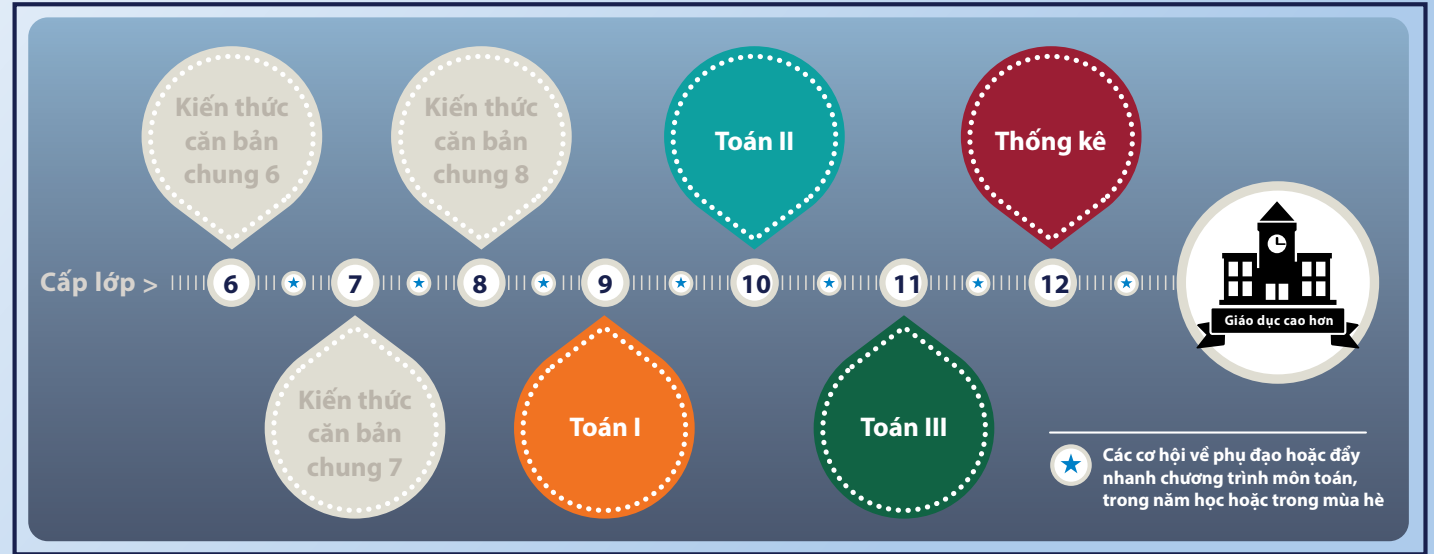 Kiến thức
căn bản
chung 6
Kiến thức
căn bản
chung 8
Toán II
Thống kê
Cấp lớp >
6
7
8
9
10
11
12
Giáo dục cao hơn
Kiến thức
căn bản
chung 7
Toán I
Toán III
Các cơ hội về phụ đạo hoặc đẩy
nhanh chương trình môn toán,
trong năm học hoặc trong mùa hè